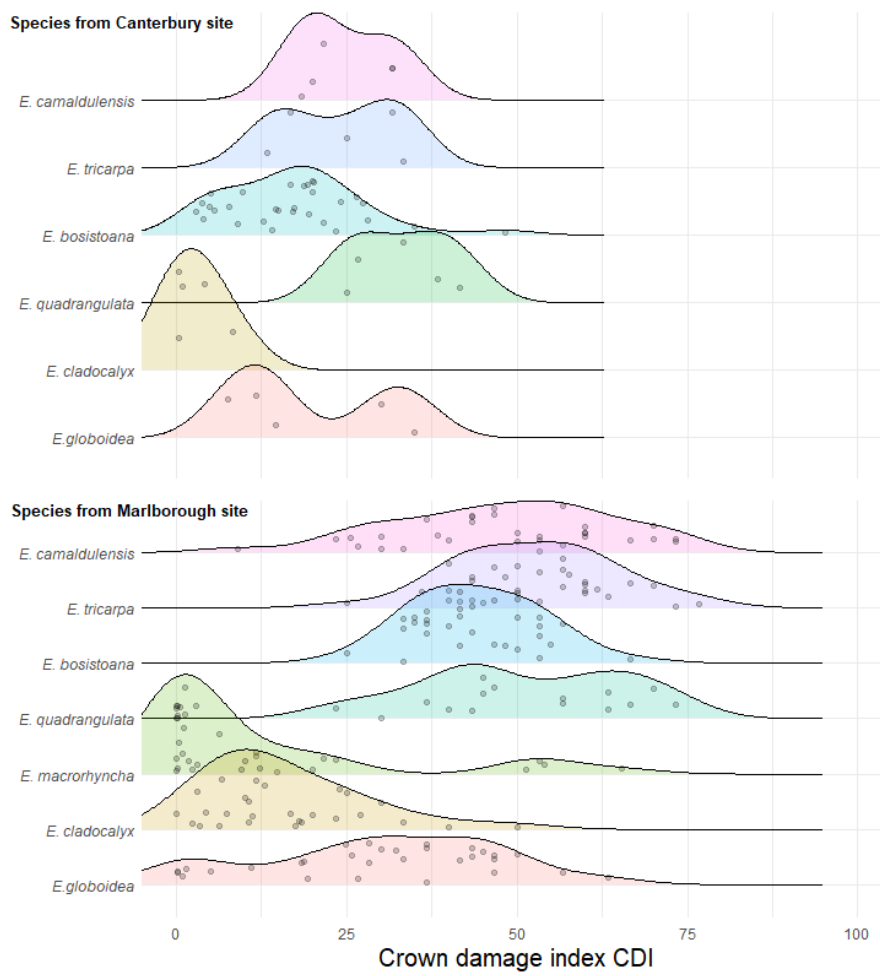 Species from Canterbury site
E. camaldulensis
E. tricarpa
E. bosistoana
E. quadrangulata
E. cladocalyx
E.globoidea
Species from Marlborough site
E. camaldulensis
E. tricarpa
E. bosistoana
E. quadrangulata
E. macrorhyncha
E. cladocalyx
E.globoidea
0 25 50 75 100
Crown damage index CDI